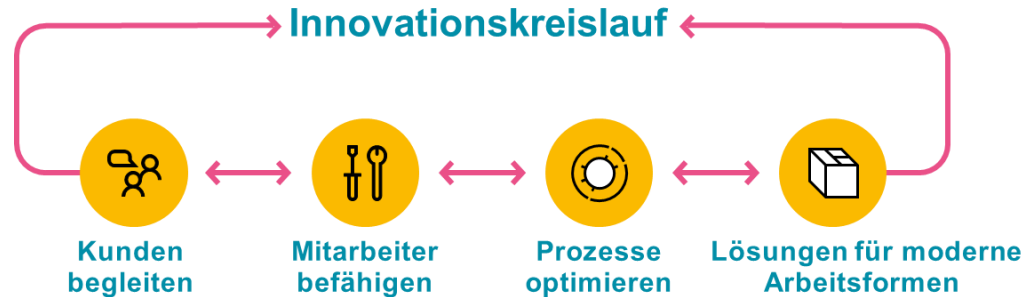 Innovationskreislauf
Kunden
begleiten
Mitarbeiter
befähigen
Prozesse
optimieren
Lösungen für moderne
Arbeitsformen